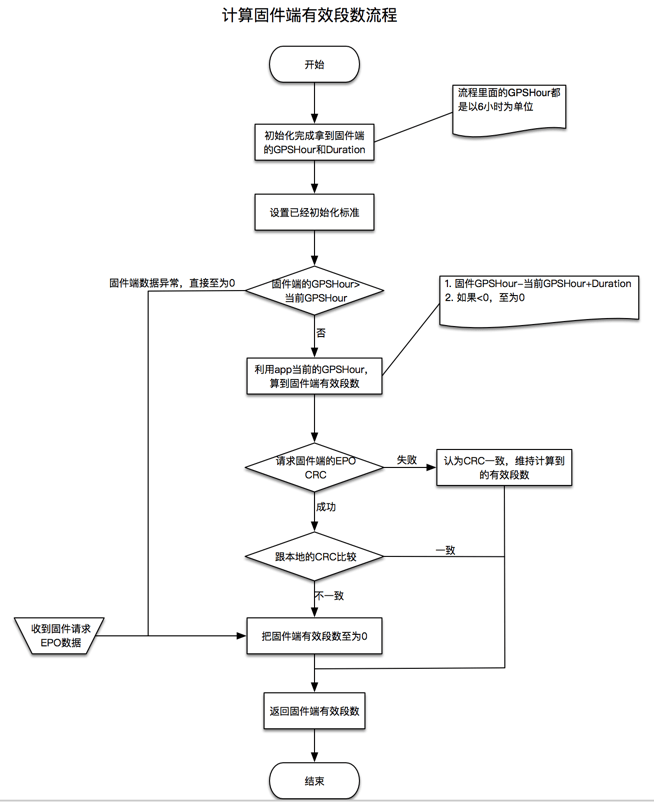 计算固件端有效段数流程
开始
流程里面的GPSHour都
是以6小时为单位
初始化完成拿到固件端
的GPSHour和Duration
设置已经初始化标准
固件端数据异常，直接至为0
固件端的GPSHour>
当前GPSHour
1. 固件GPSHour-当前GPSHour+Duration
2. 如果<0，至为0
否
利用app当前的GPSHour，
算到固件端有效段数
请求固件端的EPO
CRC
失败
认为CRC一致，维持计算到
的有效段数
成功
跟本地的CRC比较
一致
不一致
收到固件请求
EPO数据
把固件端有效段数至为0
返回固件端有效段数
结束